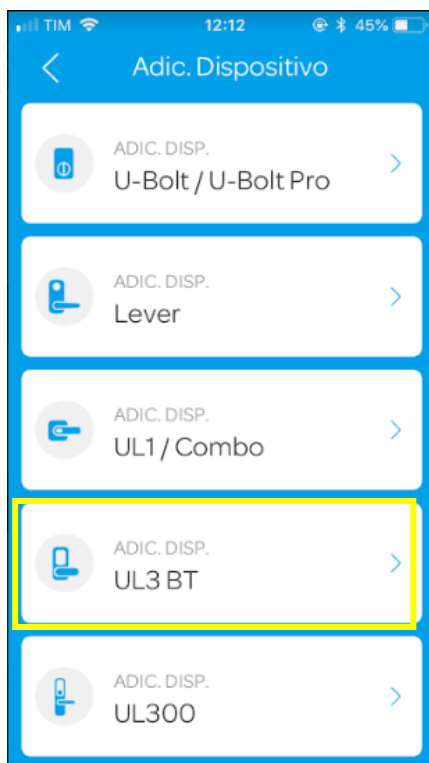 TIM 12:12 45%
Adic. Dispositivo
ADIC. DISP.
U-Bolt / U-Bolt Pro
ADIC. DISP.
Lever
ADIC. DISP.
UL1 / Combo
ADIC. DISP.
UL3 BT
ADIC. DISP.
UL300